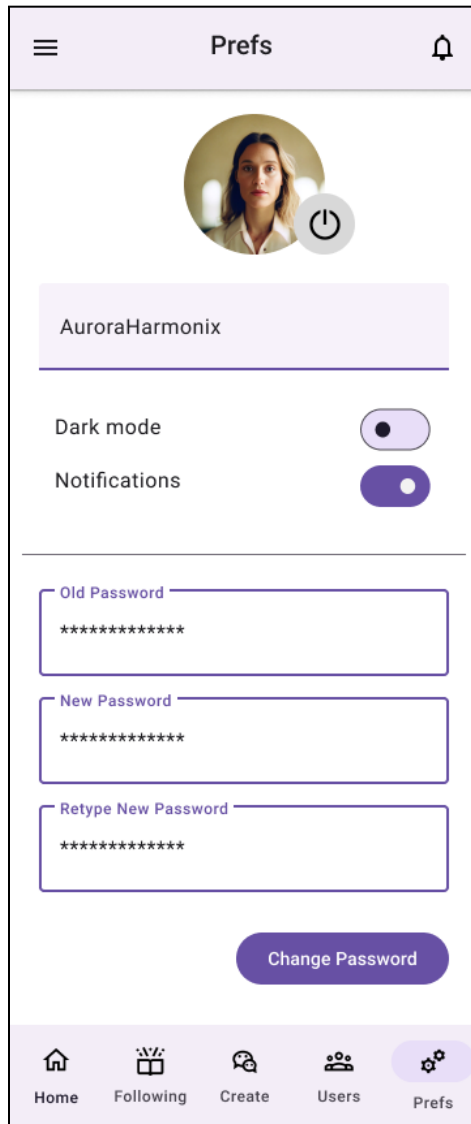 Prefs
AuroraHarmonix
Dark mode
Notifications
Old Password
*************
New Password
*************
Retype New Password
*************
Change Password
Home Following Create Users Prefs